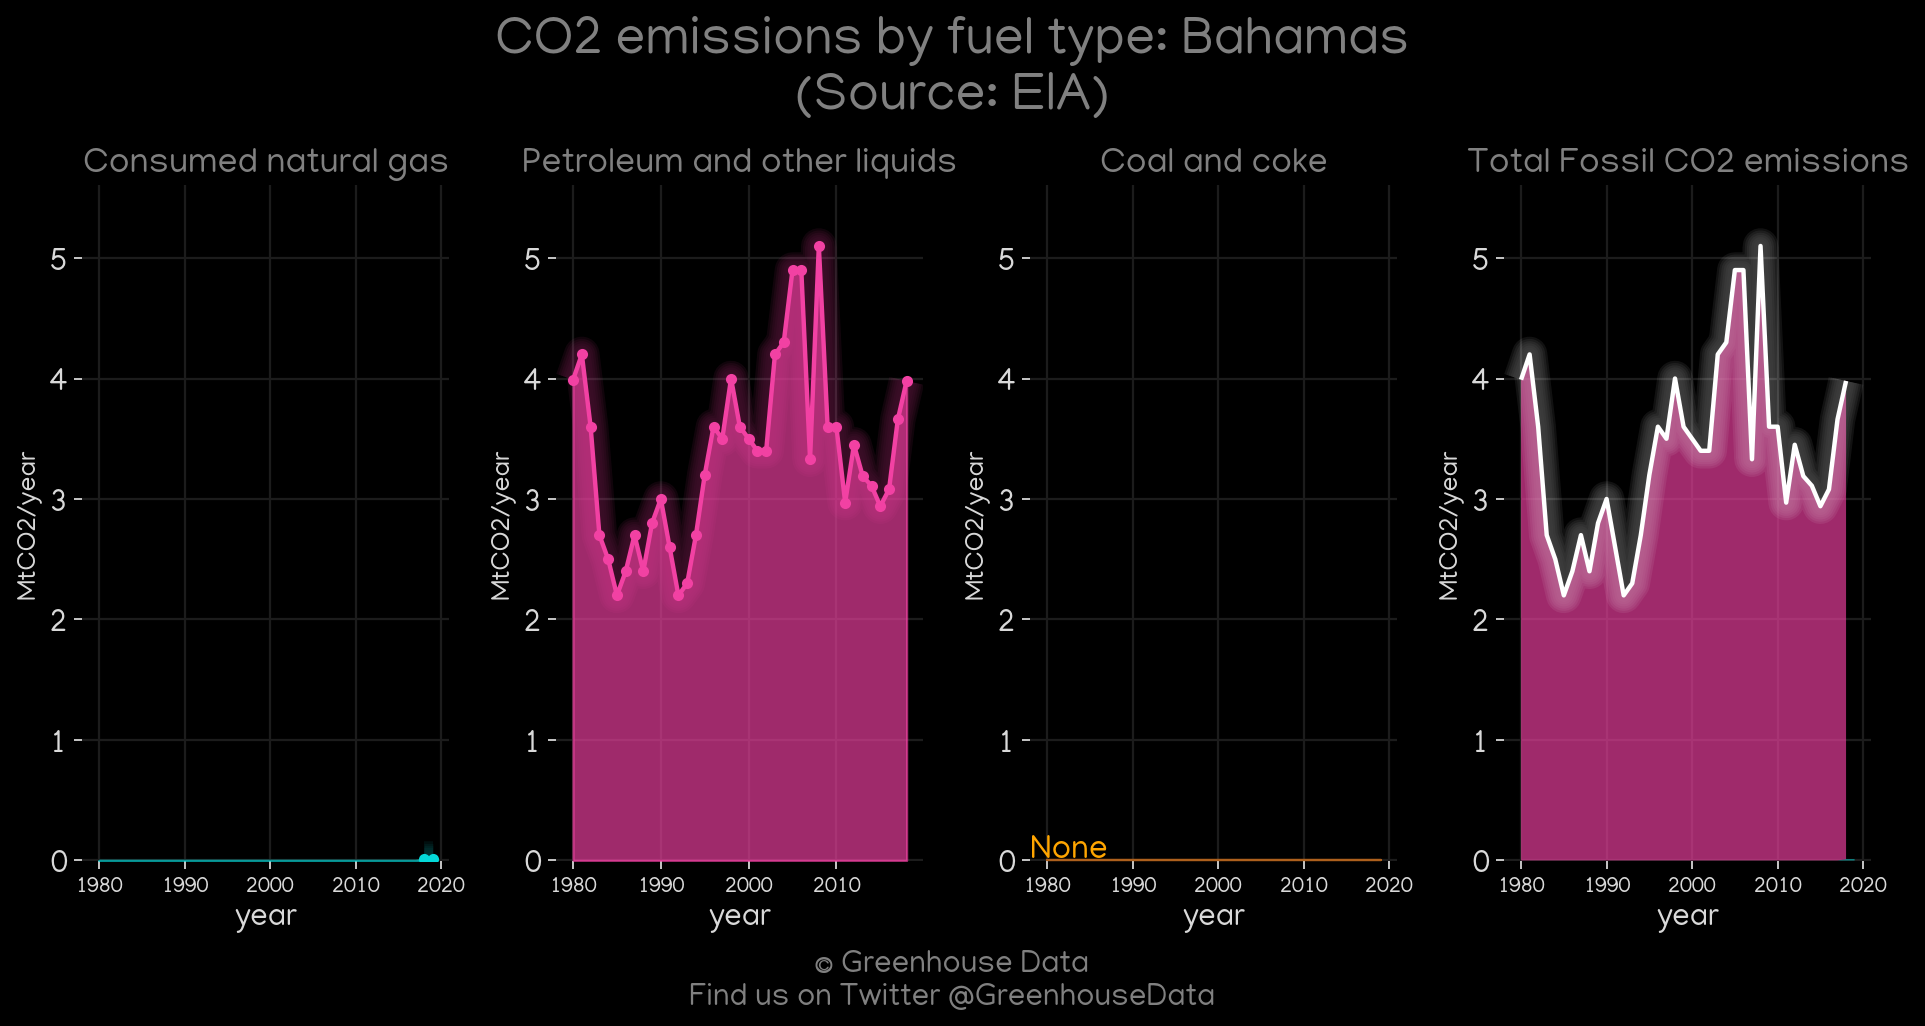 CO2 emissions by fuel type: Bahamas
(Source: EIA)
Consumed natural gas
MtCO2/year
5
4
3
2
1
0
1980 1990 2000 2010 2020
year
Petroleum and other liquids
MtCO2/year
5
4
3
2
1
0
1980 1990 2000 2010
year
Coal and coke
MtCO2/year
5
4
3
2
1
0
None
1980 1990 2000 2010 2020
year
Total Fossil CO2 emissions
MtCO2/year
5
4
3
2
1
0
1980 1990 2000 2010 2020
year
© Greenhouse Data
Find us on Twitter @GreenhouseData